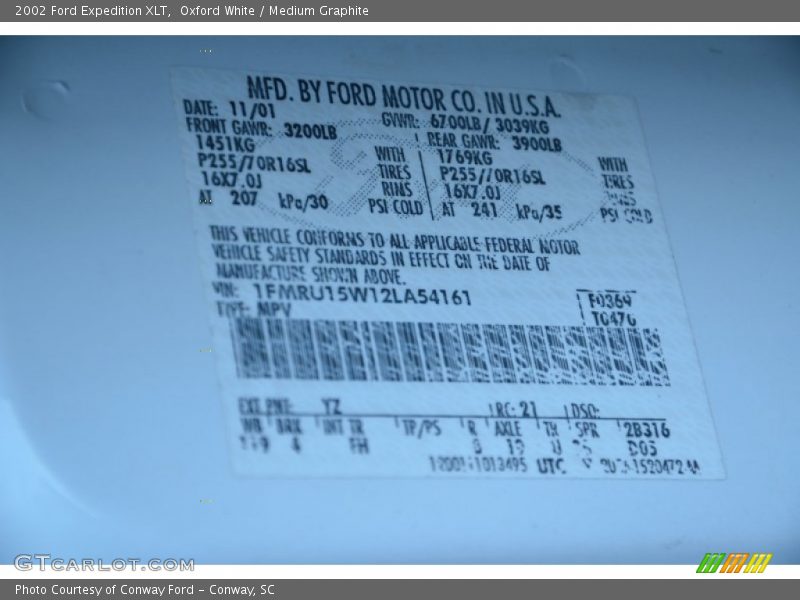 2002 Ford Expedition XLT, Oxford White / Medium Graphite
MFD. BY FORD MOTOR CO. IN U.S.A.
DATE: 11/01 GVWR: 6700LB/ 3039KG
FRONT GAWR: 3200LB REAR GAWR: 3900LB
1451KG WITH 1769KG WITH
P255/70R16SL TIRES P255/70R16SL TIRES
16X7.0J RIMS 16X7.0J RIMS
AT 207 kPa/30 PSI COLD AT 241 kPa/35 PSI COLD
THIS VEHICLE CONFORMS TO ALL APPLICABLE FEDERAL MOTOR
VEHICLE SAFETY STANDARDS IN EFFECT ON THE DATE OF
MANUFACTURE SHOWN ABOVE.
VIN: 1FMRU15W12LA54161 F0369
TYPE: MPV T0476
EXT PNT: YZ RC: 21 DSO:
WB BRK INT TR TP/PS R AXLE TR SPR 2B316
119 4 FH 19 D05
UTC
GTCARLOT.COM
Photo Courtesy of Conway Ford – Conway, SC